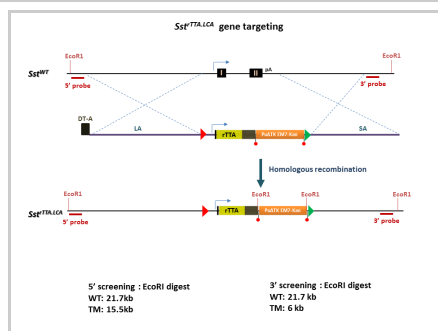 Sst^rTTA.LCA gene targeting
EcoR1 EcoR1
Sst^WT
I II pA
5' probe 3' probe
DT-A
LA SA
rTTA PuΔTK EM7-Kan
Homologous recombination
EcoR1 EcoR1 EcoR1 EcoR1
Sst^rTTA.LCA
rTTA PuΔTK EM7-Kan
5' probe 3' probe
5' screening : EcoRI digest
WT: 21.7kb
TM: 15.5kb
3' screening : EcoRI digest
WT: 21.7 kb
TM: 6 kb